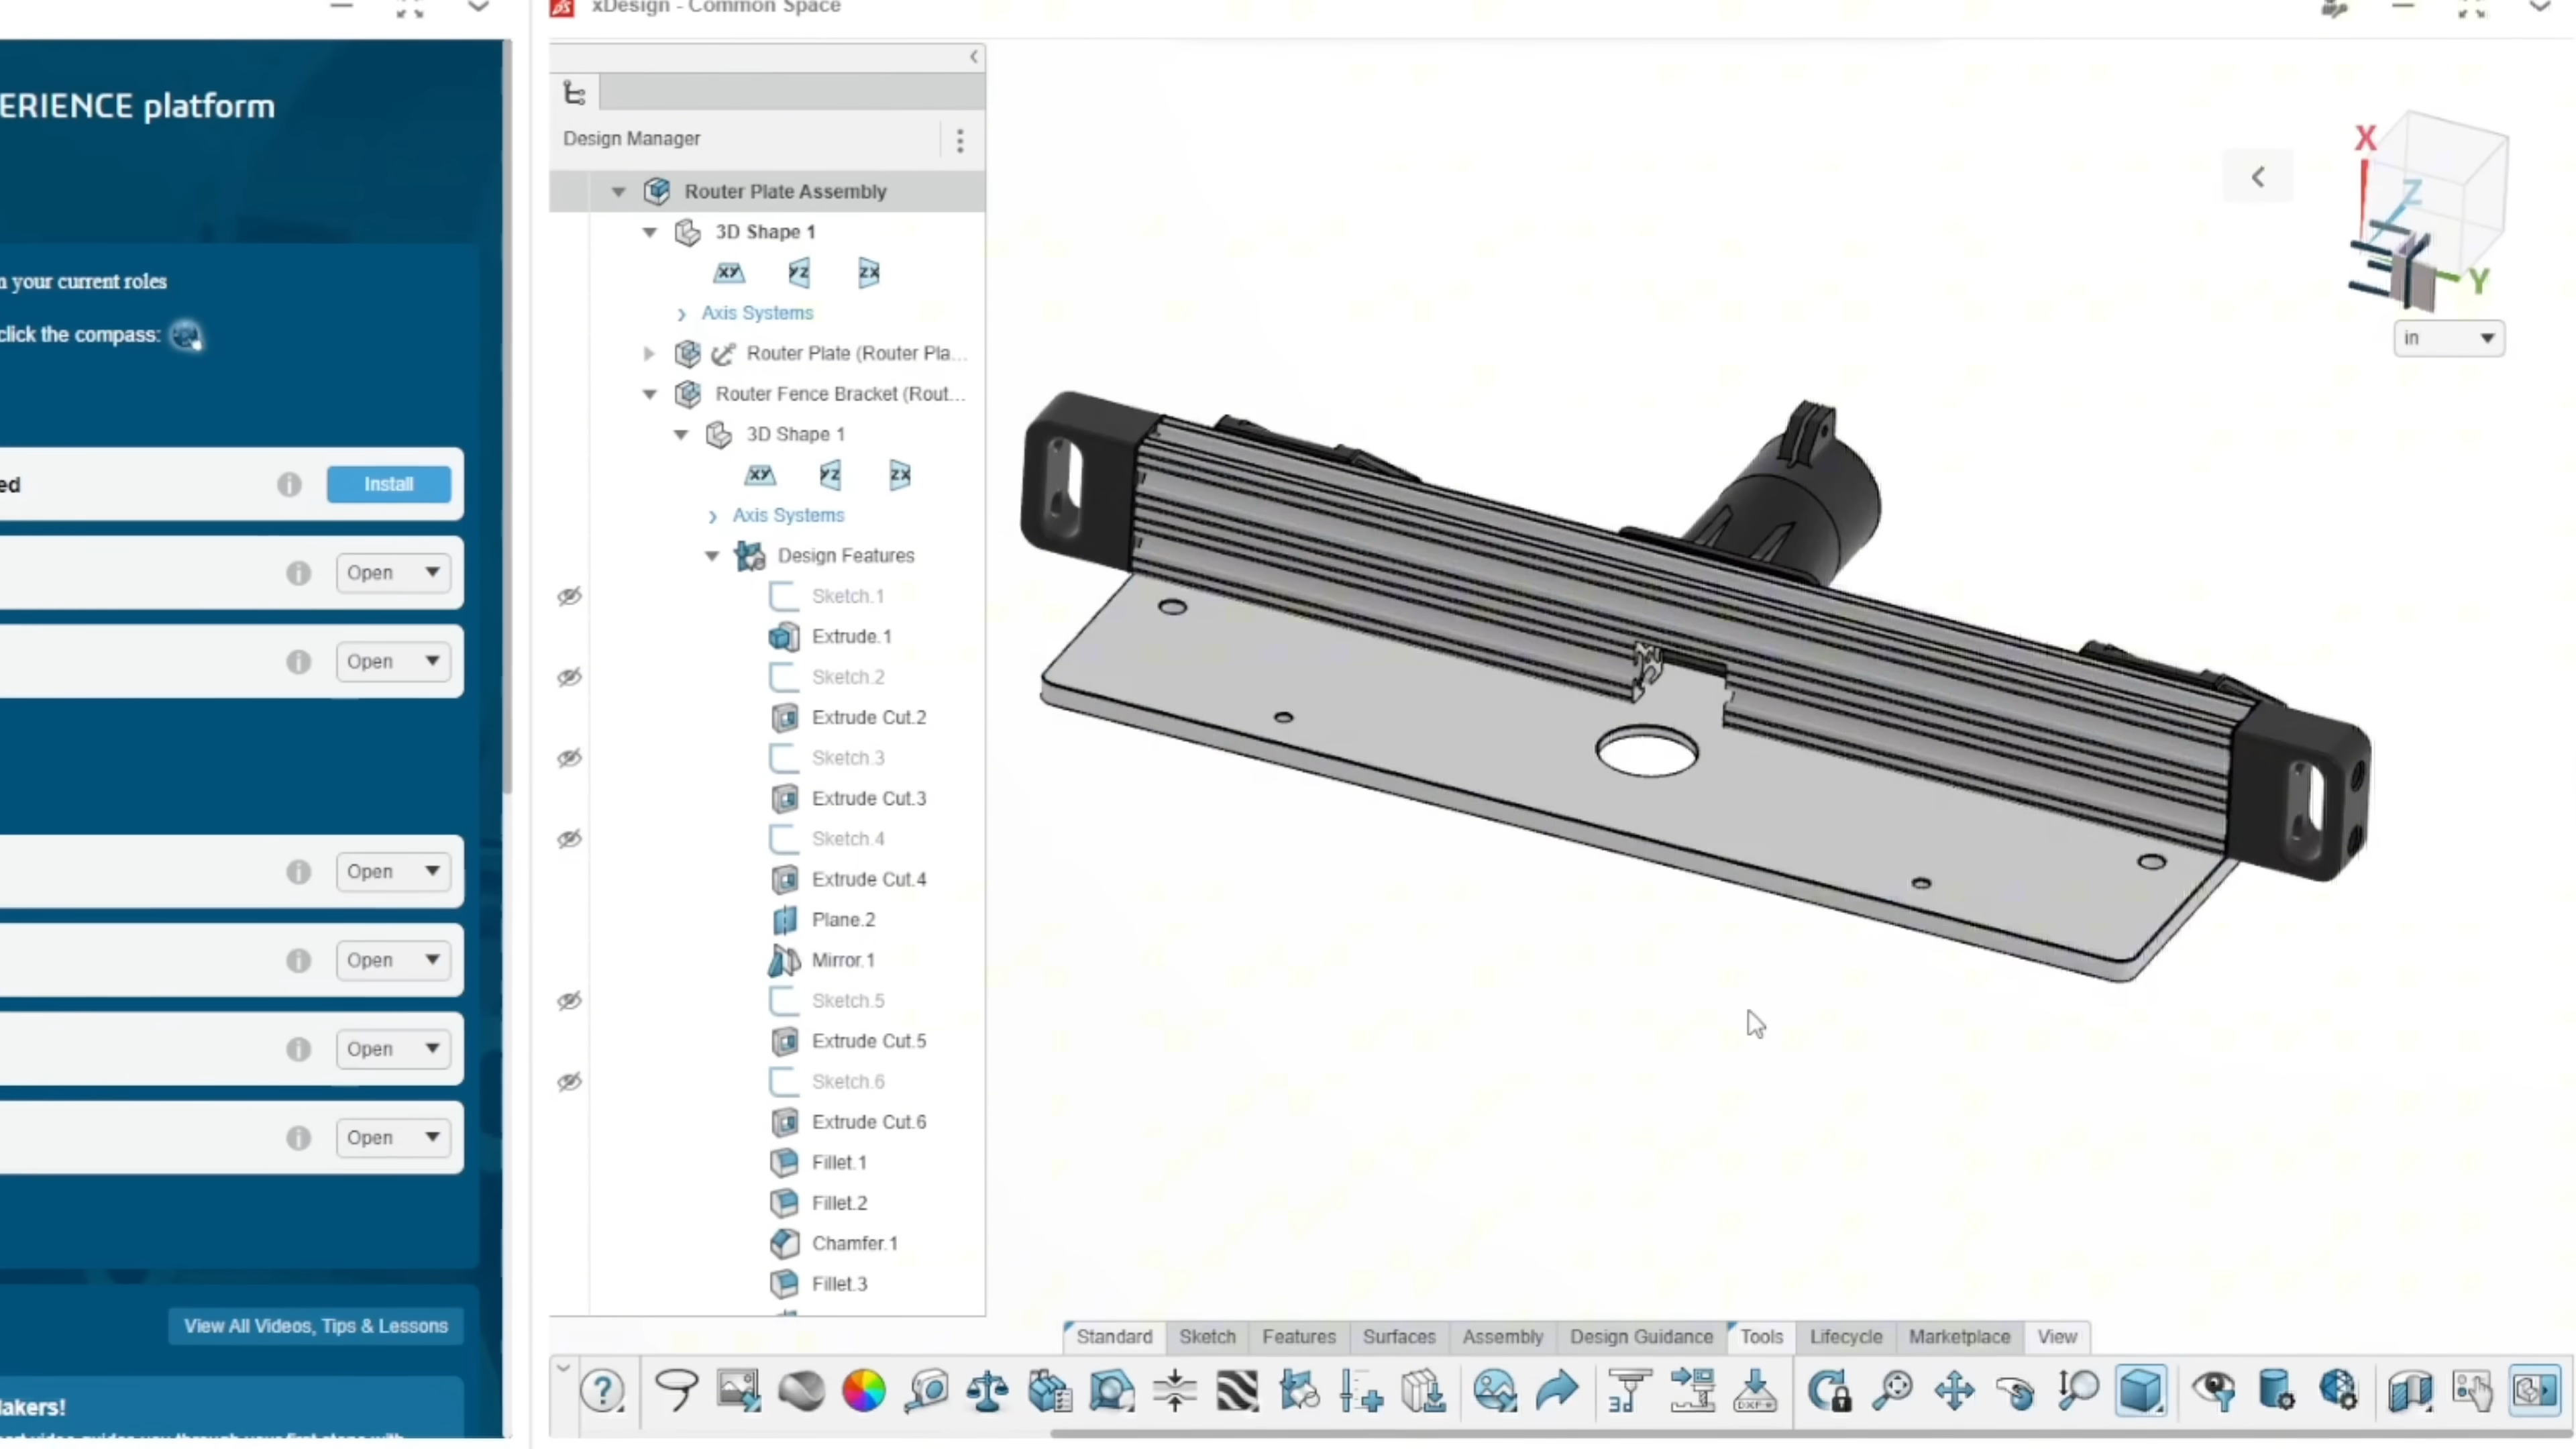 xDesign - Common Space
ERIENCE platform
n your current roles
click the compass:
ed
Install
Open
Open
Open
Open
Open
Open
View All Videos, Tips & Lessons
lakers!
Design Manager
Router Plate Assembly
3D Shape 1
XY YZ ZX
Axis Systems
Router Plate (Router Pla...
Router Fence Bracket (Rout...
3D Shape 1
XY YZ ZX
Axis Systems
Design Features
Sketch.1
Extrude.1
Sketch.2
Extrude Cut.2
Sketch.3
Extrude Cut.3
Sketch.4
Extrude Cut.4
Plane.2
Mirror.1
Sketch.5
Extrude Cut.5
Sketch.6
Extrude Cut.6
Fillet.1
Fillet.2
Chamfer.1
Fillet.3
X
Z
Y
in
Standard Sketch Features Surfaces Assembly Design Guidance Tools Lifecycle Marketplace View
3D
DXF